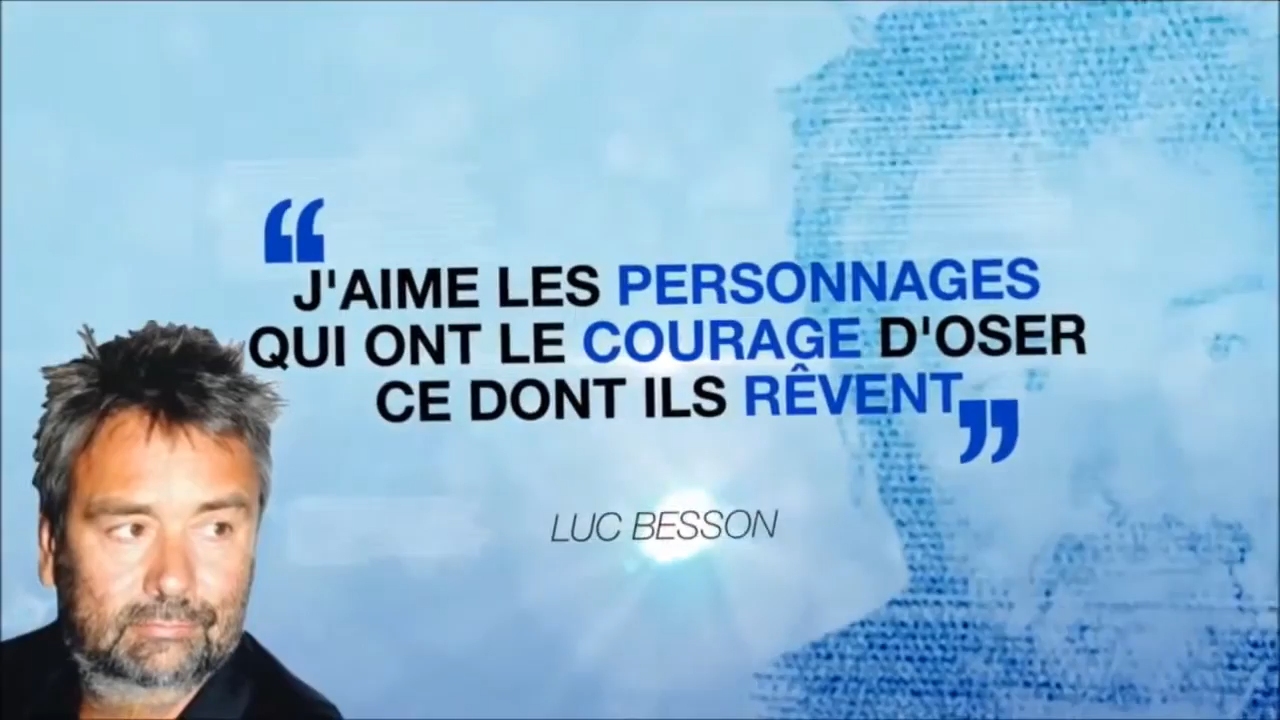 “
J'AIME LES PERSONNAGES
QUI ONT LE COURAGE D'OSER
CE DONT ILS RÊVENT ”
LUC BESSON